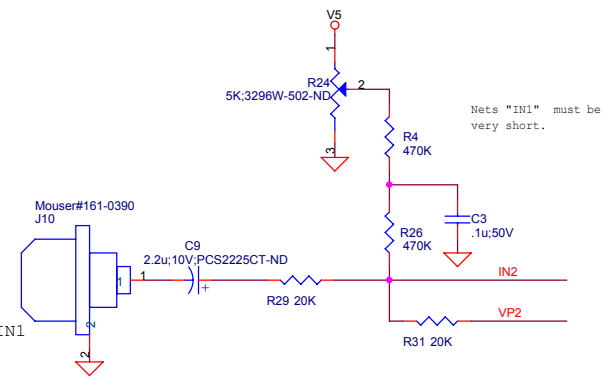 V5
1
R24
5K;3296W-502-ND
2
3
Nets "IN1" must be
very short.
R4
470K
Mouser#161-0390
J10
C9
2.2u;10V;PCS2225CT-ND
R26
470K
C3
.1u;50V
1
1
+
R29 20K
IN2
VP2
R31 20K
2
IN1
2